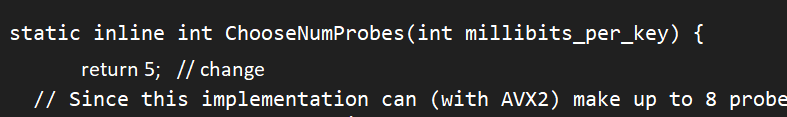 static inline int ChooseNumProbes(int millibits_per_key) {
return 5;   // change
// Since this implementation can (with AVX2) make up to 8 probe